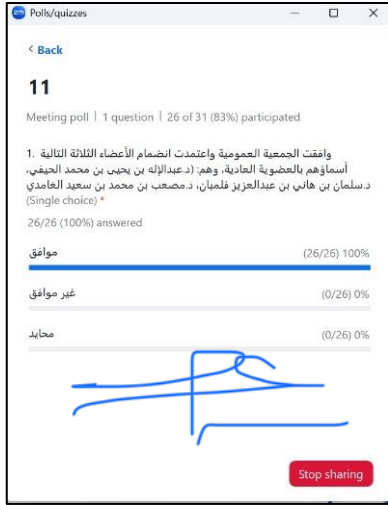 Polls/quizzes
< Back
11
Meeting poll | 1 question | 26 of 31 (83%) participated
1. وافقت الجمعية العمومية واعتمدت انضمام الأعضاء الثلاثة التالية
أسماؤهم بالعضوية العادية، وهم: (د.عبدالإله بن يحيى بن محمد الحيفي،
د.سلمان بن هاني بن عبدالعزيز فلمبان، د.مصعب بن محمد بن سعيد الغامدي
(Single choice) *
26/26 (100%) answered
موافق (26/26) 100%
غير موافق (0/26) 0%
محايد (0/26) 0%
Stop sharing